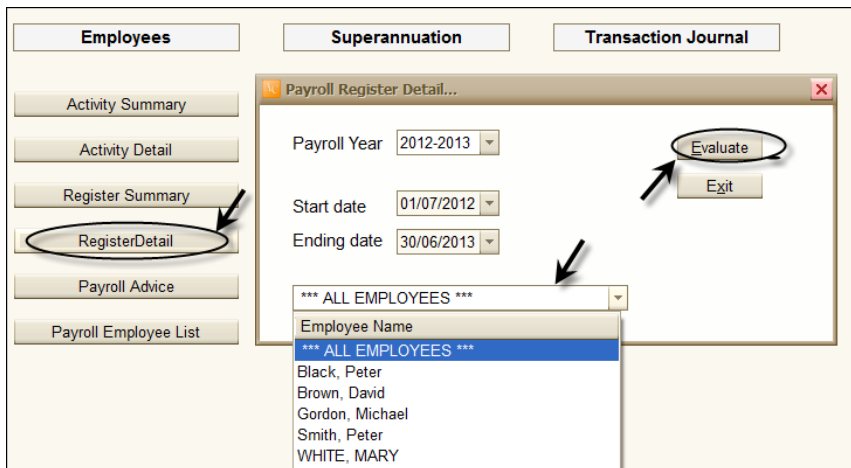 Employees
Superannuation
Transaction Journal
Activity Summary
Activity Detail
Register Summary
RegisterDetail
Payroll Advice
Payroll Employee List
Payroll Register Detail...
Payroll Year 2012-2013
Evaluate
Exit
Start date 01/07/2012
Ending date 30/06/2013
*** ALL EMPLOYEES ***
Employee Name
*** ALL EMPLOYEES ***
Black, Peter
Brown, David
Gordon, Michael
Smith, Peter
WHITE, MARY